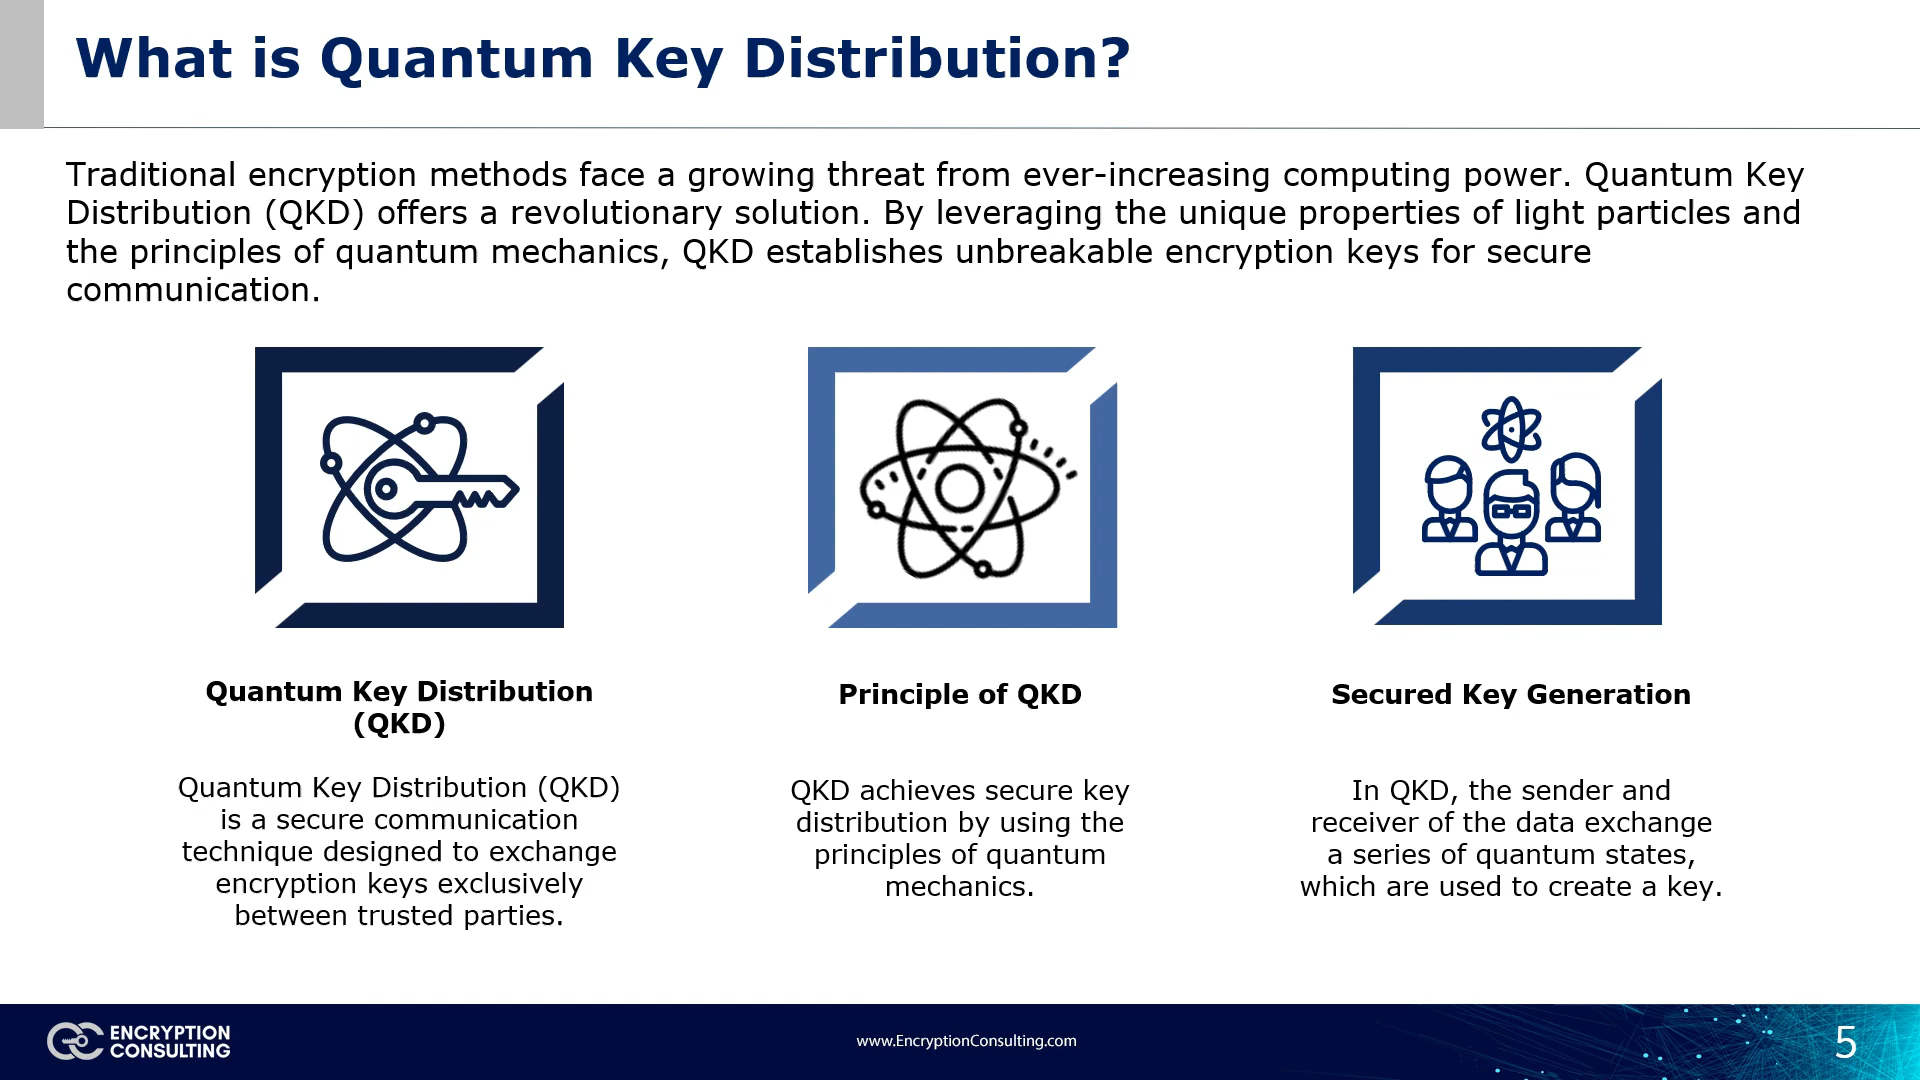 What is Quantum Key Distribution?
Traditional encryption methods face a growing threat from ever-increasing computing power. Quantum Key
Distribution (QKD) offers a revolutionary solution. By leveraging the unique properties of light particles and
the principles of quantum mechanics, QKD establishes unbreakable encryption keys for secure
communication.
Quantum Key Distribution
(QKD)
Quantum Key Distribution (QKD)
is a secure communication
technique designed to exchange
encryption keys exclusively
between trusted parties.
Principle of QKD
QKD achieves secure key
distribution by using the
principles of quantum
mechanics.
Secured Key Generation
In QKD, the sender and
receiver of the data exchange
a series of quantum states,
which are used to create a key.
ENCRYPTION
CONSULTING
www.EncryptionConsulting.com
5